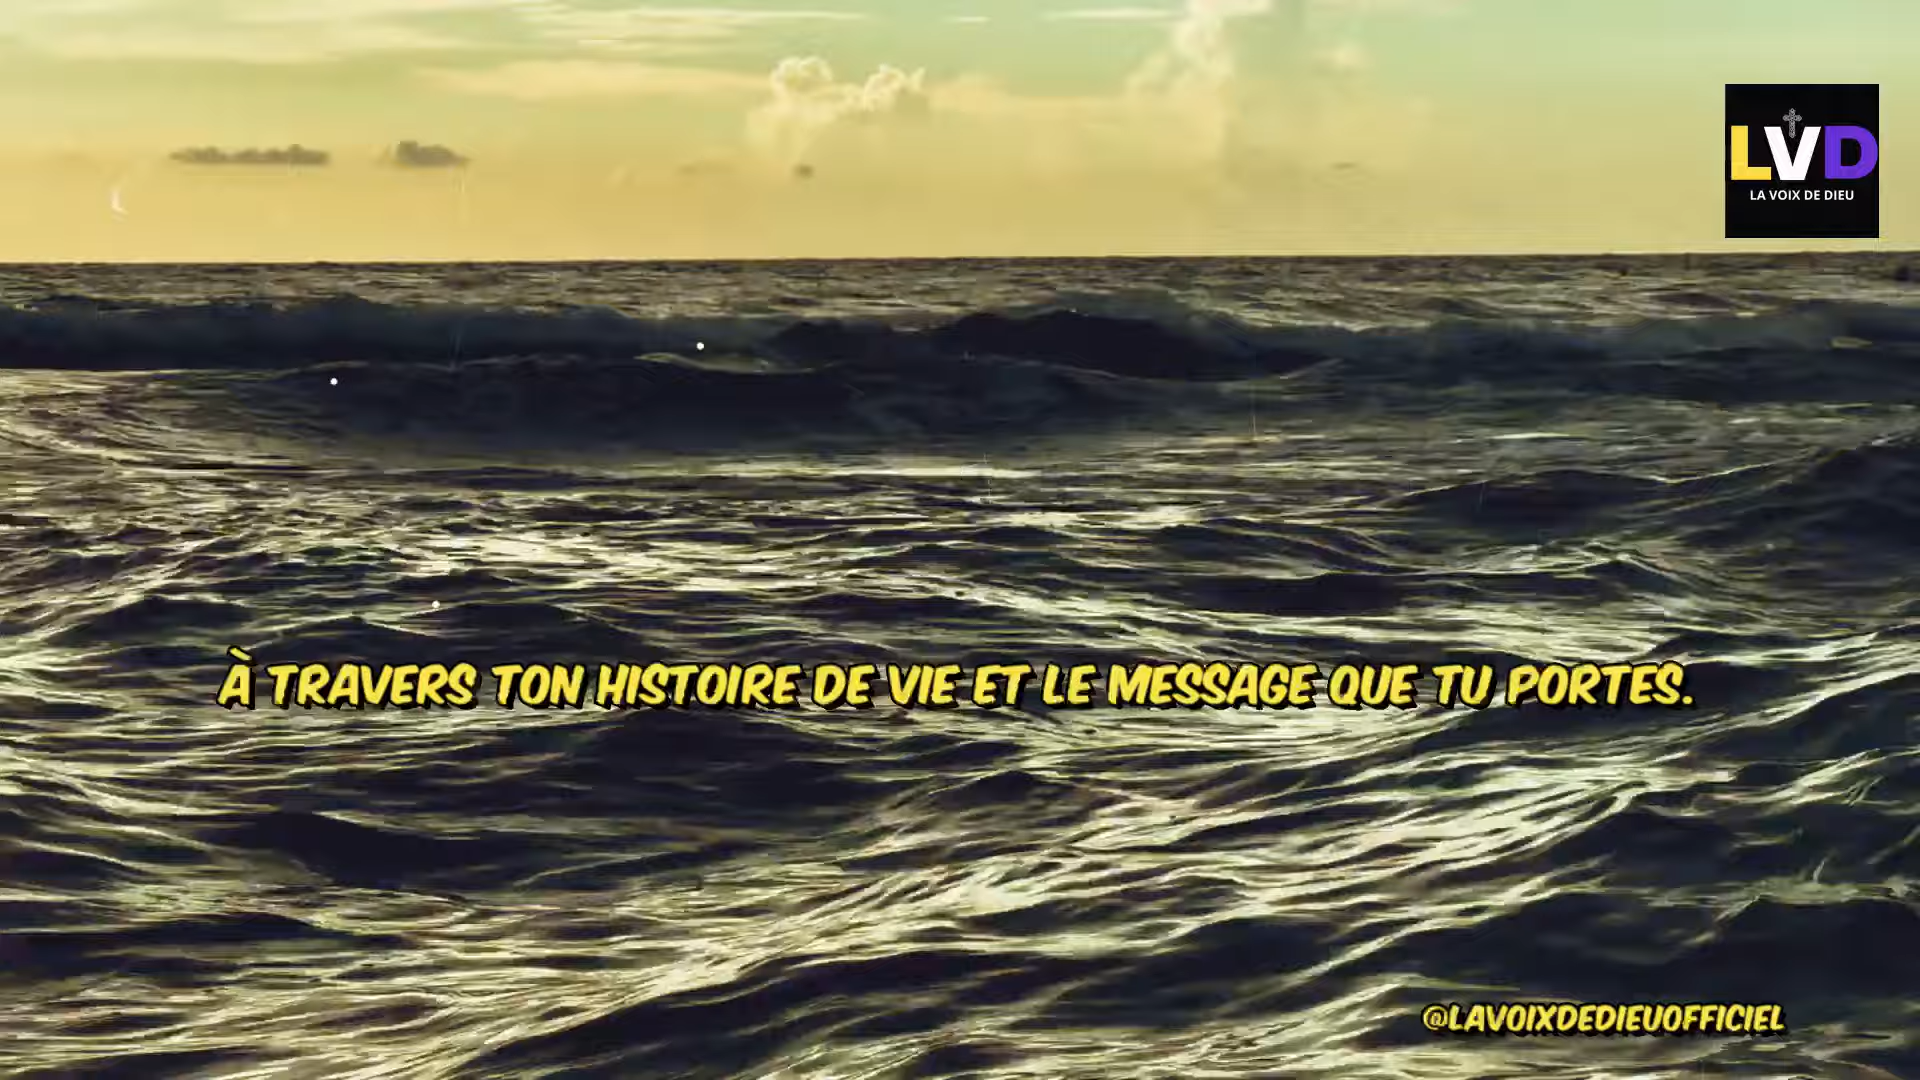 LVD
LA VOIX DE DIEU
À TRAVERS TON HISTOIRE DE VIE ET LE MESSAGE QUE TU PORTES.
@LAVOIXDEDIEUOFFICIEL